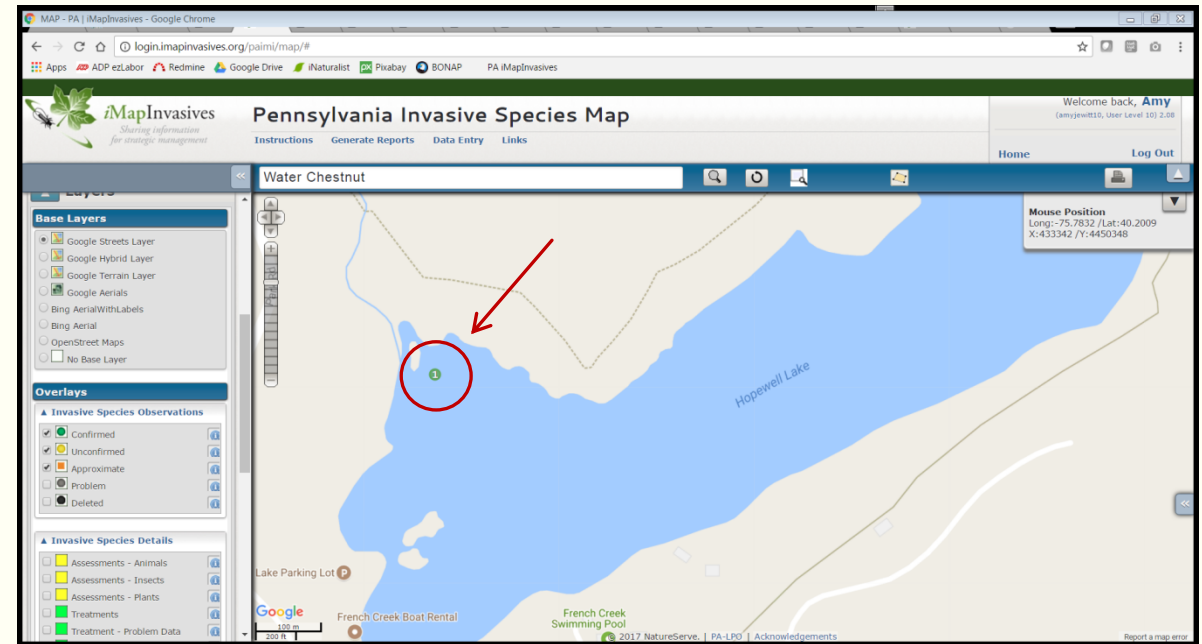 MAP - PA | iMapInvasives - Google Chrome
login.imapinvasives.org/paimi/map/#
Apps ADP ezLabor Redmine Google Drive iNaturalist Pixabay BONAP PA iMapInvasives
iMapInvasives
Sharing information
for strategic management
Pennsylvania Invasive Species Map
Instructions Generate Reports Data Entry Links
Welcome back, Amy
(amyjewitt10, User Level 10) 2.08
Home Log Out
Water Chestnut
Layers
Base Layers
Google Streets Layer
Google Hybrid Layer
Google Terrain Layer
Google Aerials
Bing AerialWithLabels
Bing Aerial
OpenStreet Maps
No Base Layer
Overlays
Invasive Species Observations
Confirmed
Unconfirmed
Approximate
Problem
Deleted
Invasive Species Details
Assessments - Animals
Assessments - Insects
Assessments - Plants
Treatments
Treatment - Problem Data
Mouse Position
Long:-75.7832 /Lat:40.2009
X:433342 /Y:4450348
1
Hopewell Lake
Lake Parking Lot
P
French Creek Boat Rental
French Creek
Swimming Pool
Google
100 m
200 ft
2017 NatureServe. | PA-LPO | Acknowledgements
Report a map error